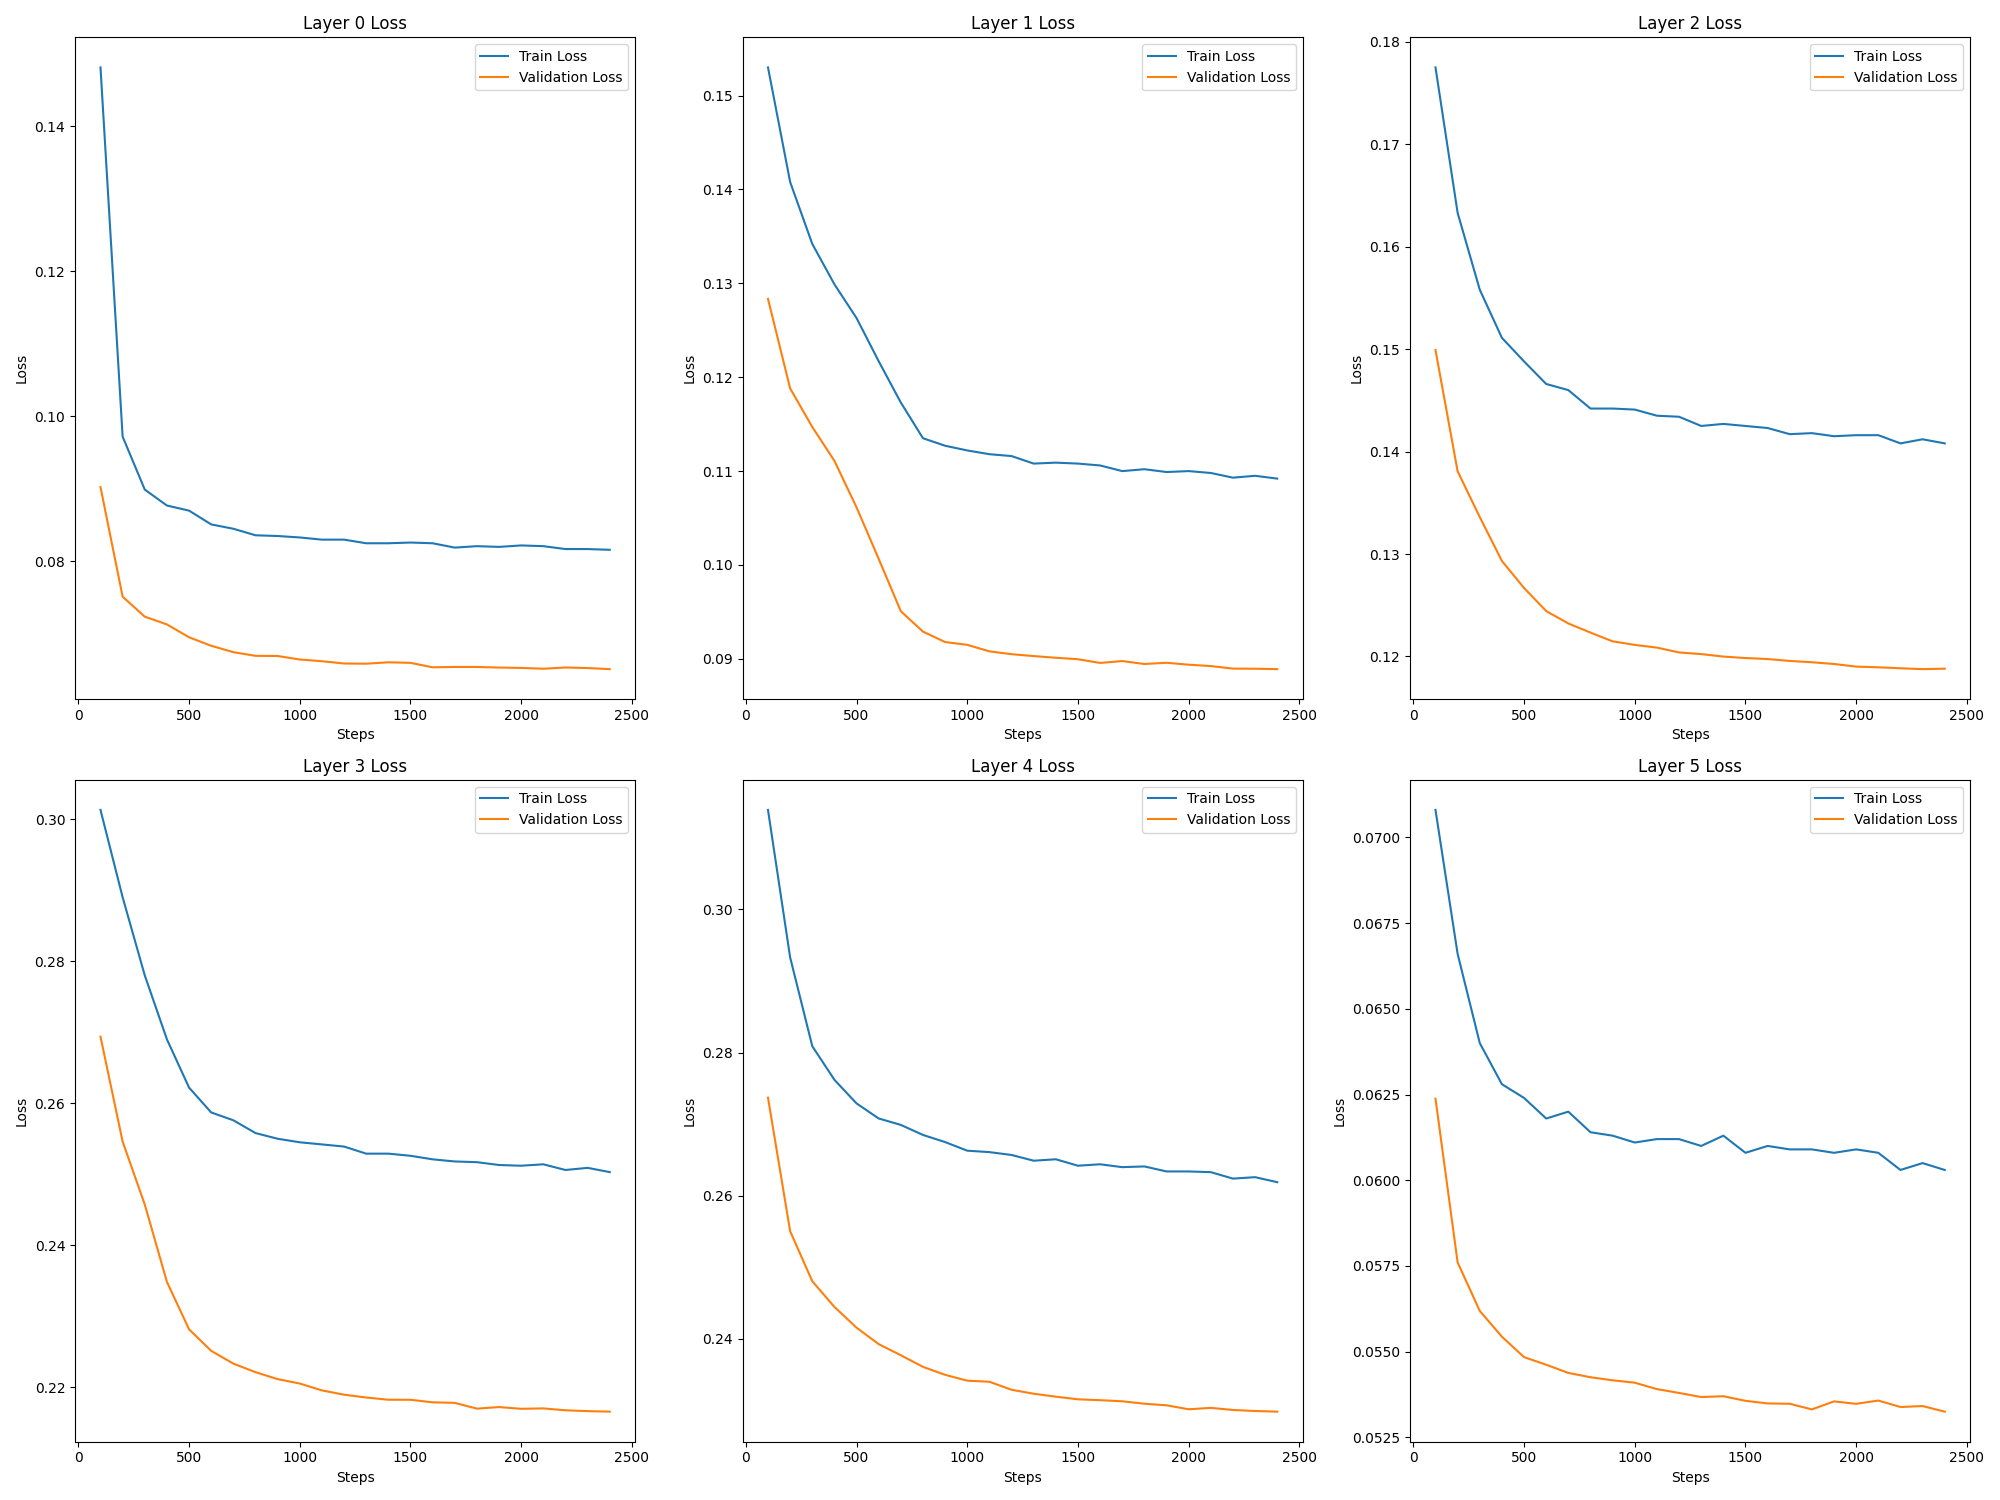 Layer 0 Loss
Train Loss
Validation Loss
0.14
0.12
0.10
0.08
Loss
0 500 1000 1500 2000 2500
Steps
Layer 1 Loss
Train Loss
Validation Loss
0.15
0.14
0.13
0.12
0.11
0.10
0.09
Loss
0 500 1000 1500 2000 2500
Steps
Layer 2 Loss
Train Loss
Validation Loss
0.18
0.17
0.16
0.15
0.14
0.13
0.12
Loss
0 500 1000 1500 2000 2500
Steps
Layer 3 Loss
Train Loss
Validation Loss
0.30
0.28
0.26
0.24
0.22
Loss
0 500 1000 1500 2000 2500
Steps
Layer 4 Loss
Train Loss
Validation Loss
0.30
0.28
0.26
0.24
Loss
0 500 1000 1500 2000 2500
Steps
Layer 5 Loss
Train Loss
Validation Loss
0.0700
0.0675
0.0650
0.0625
0.0600
0.0575
0.0550
0.0525
Loss
0 500 1000 1500 2000 2500
Steps